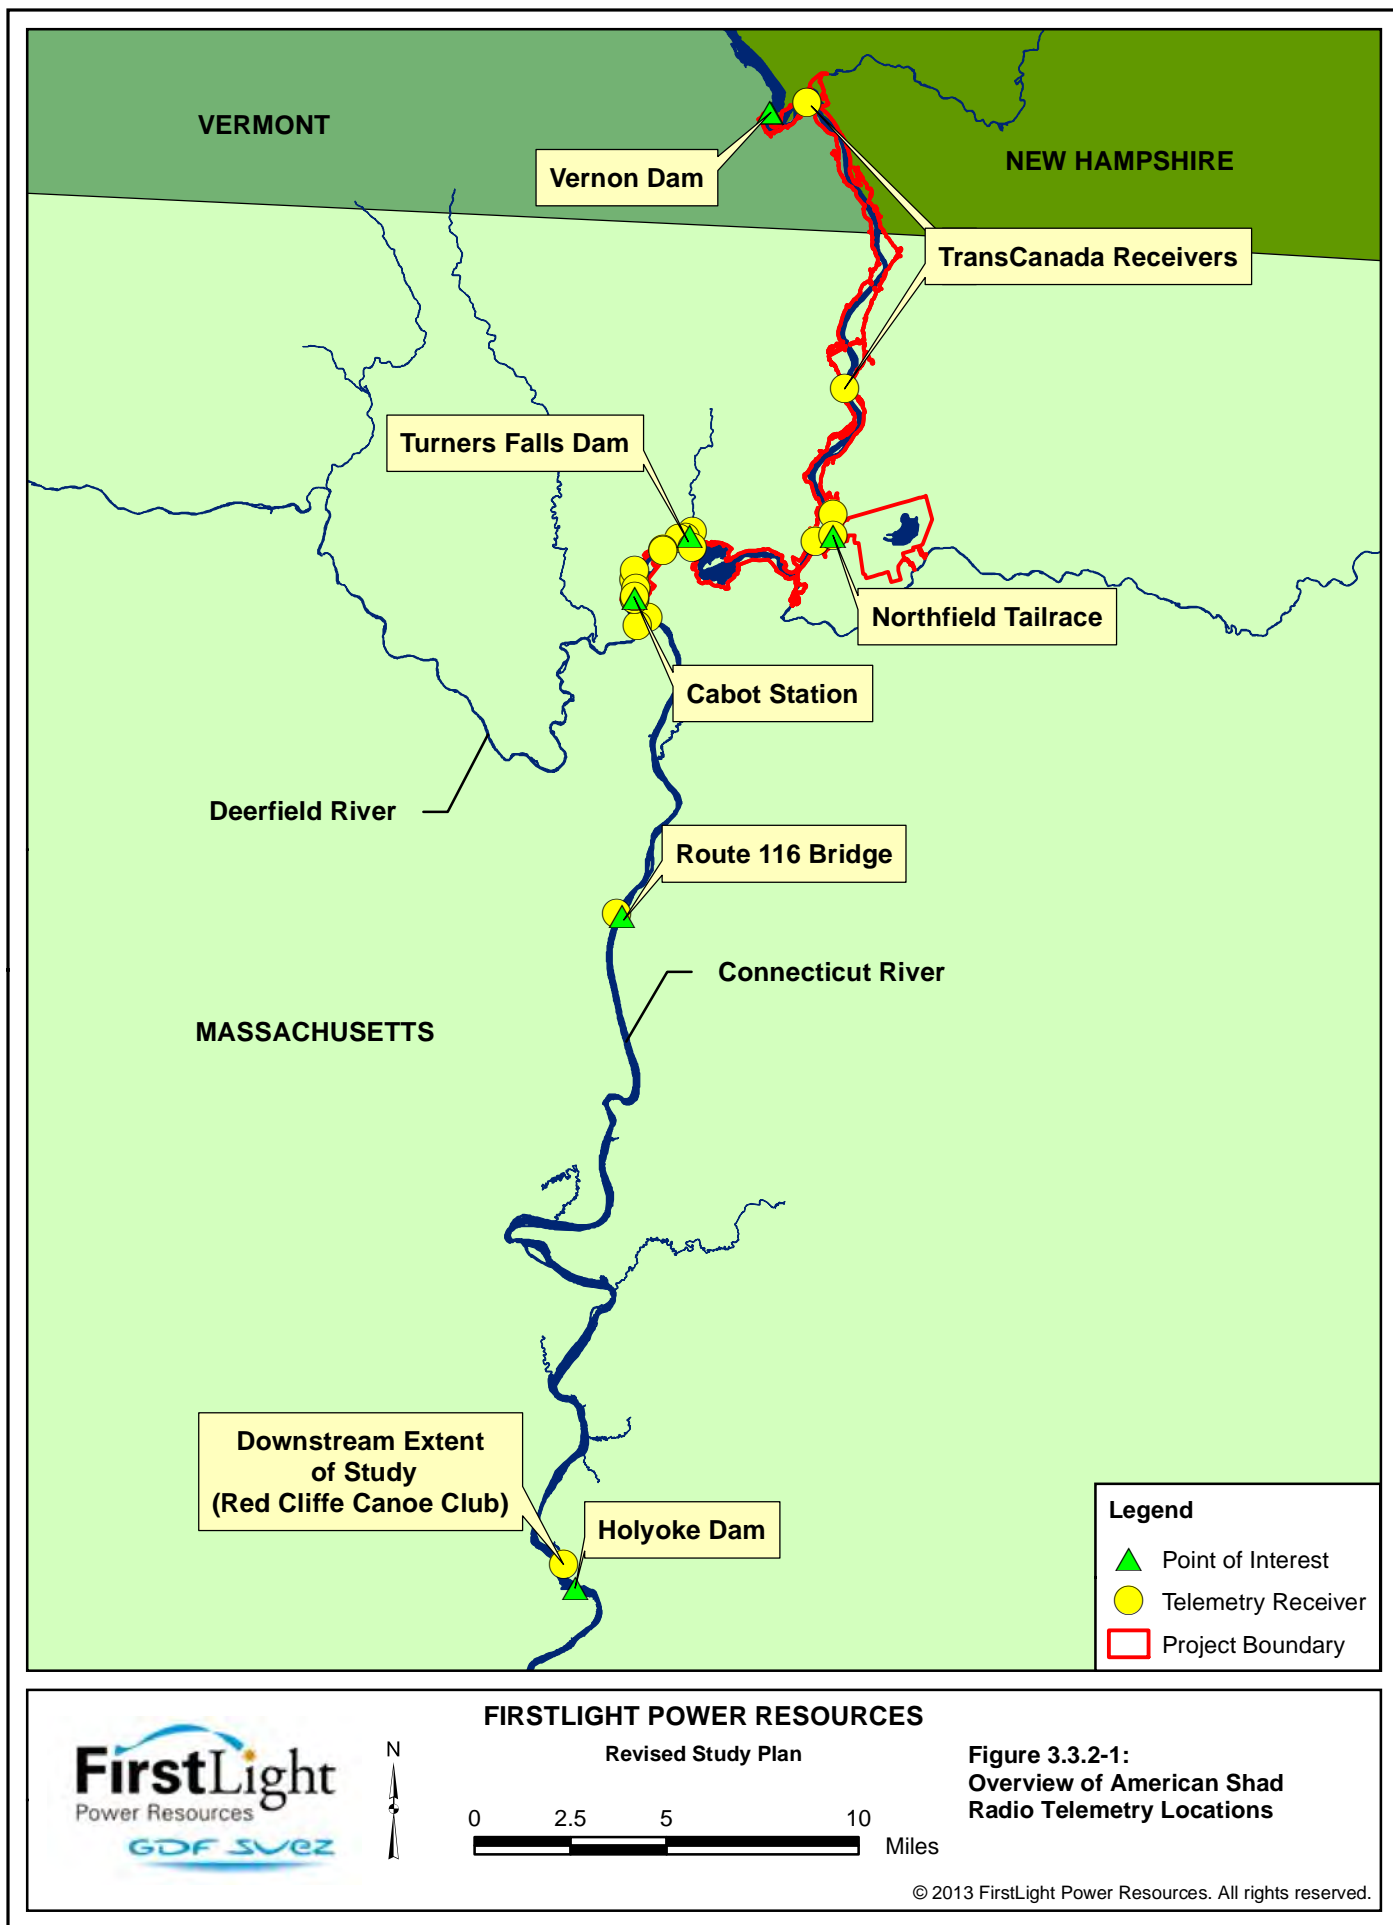 VERMONT
NEW HAMPSHIRE
Vernon Dam
TransCanada Receivers
Turners Falls Dam
Northfield Tailrace
Cabot Station
Deerfield River
Route 116 Bridge
Connecticut River
MASSACHUSETTS
Downstream Extent
of Study
(Red Cliffe Canoe Club)
Holyoke Dam
Legend
Point of Interest
Telemetry Receiver
Project Boundary
FirstLight
Power Resources
GDF SUEZ
N
FIRSTLIGHT POWER RESOURCES
Revised Study Plan
0 2.5 5 10
Miles
Figure 3.3.2-1:
Overview of American Shad
Radio Telemetry Locations
© 2013 FirstLight Power Resources. All rights reserved.